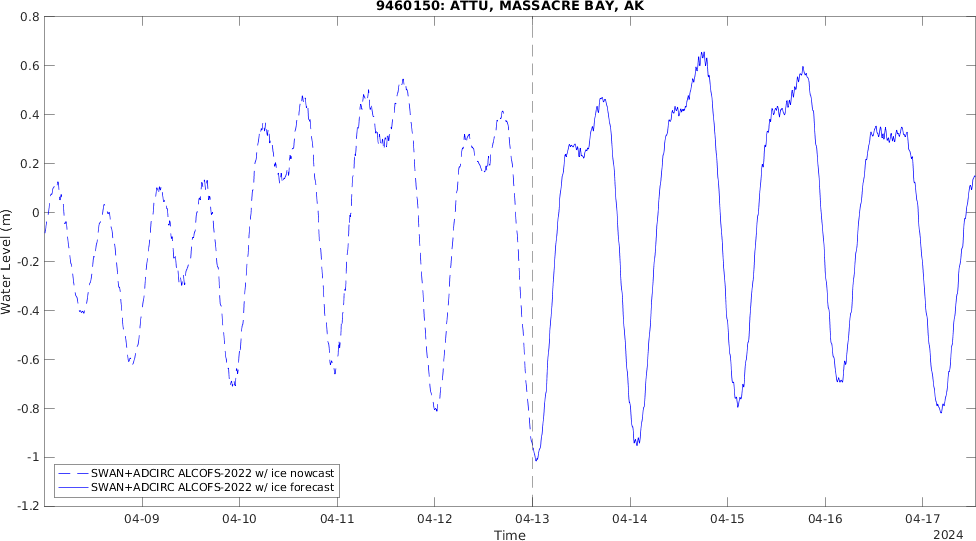 9460150: ATTU, MASSACRE BAY, AK
Water Level (m)
0.8
0.6
0.4
0.2
0
-0.2
-0.4
-0.6
-0.8
-1
-1.2
SWAN+ADCIRC ALCOFS-2022 w/ ice nowcast
SWAN+ADCIRC ALCOFS-2022 w/ ice forecast
04-09 04-10 04-11 04-12 04-13 04-14 04-15 04-16 04-17
Time
2024